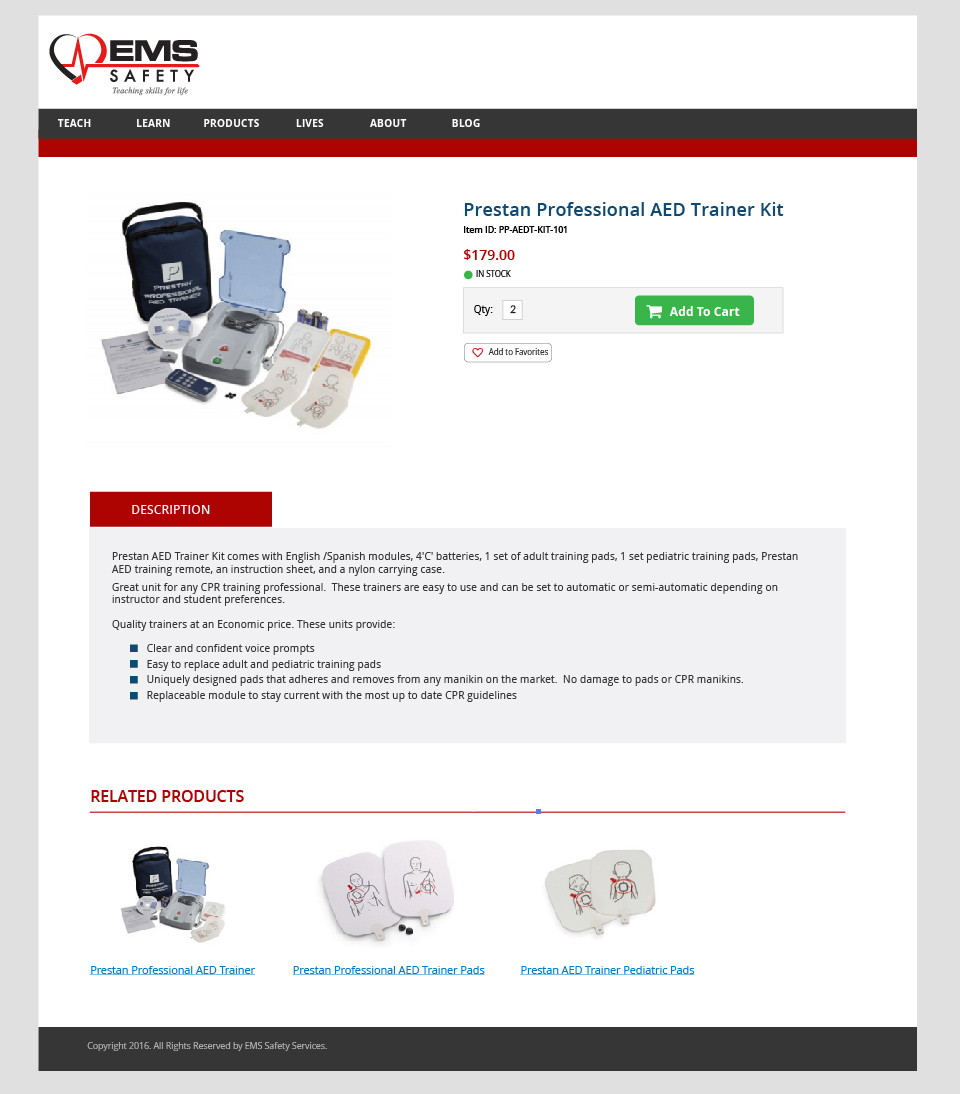 EMS
SAFETY
Teaching skills for life
TEACH LEARN PRODUCTS LIVES ABOUT BLOG
PRESTAN
PROFESSIONAL
AED TRAINER
Prestan Professional AED Trainer Kit
Item ID: PP-AEDT-KIT-101
$179.00
IN STOCK
Qty: 2 Add To Cart
Add to Favorites
DESCRIPTION
Prestan AED Trainer Kit comes with English /Spanish modules, 4'C' batteries, 1 set of adult training pads, 1 set pediatric training pads, Prestan
AED training remote, an instruction sheet, and a nylon carrying case.
Great unit for any CPR training professional.  These trainers are easy to use and can be set to automatic or semi-automatic depending on
instructor and student preferences.
Quality trainers at an Economic price. These units provide:
Clear and confident voice prompts
Easy to replace adult and pediatric training pads
Uniquely designed pads that adheres and removes from any manikin on the market.  No damage to pads or CPR manikins.
Replaceable module to stay current with the most up to date CPR guidelines
RELATED PRODUCTS
PRESTAN
Prestan Professional AED Trainer
Prestan Professional AED Trainer Pads
Prestan AED Trainer Pediatric Pads
Copyright 2016. All Rights Reserved by EMS Safety Services.